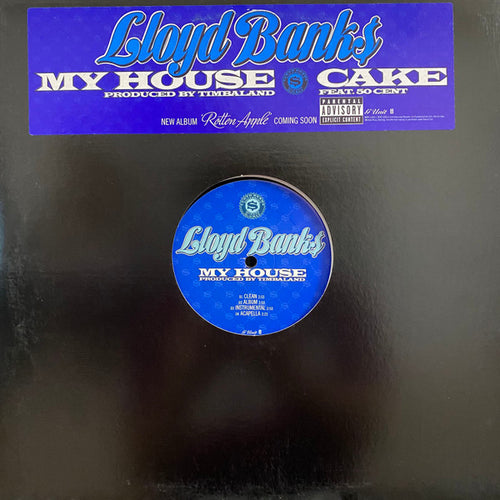 Lloyd Bank$
MY HOUSE CAKE
PRODUCED BY TIMBALAND FEAT. 50 CENT
NEW ALBUM Rotten Apple COMING SOON
PARENTAL
ADVISORY
EXPLICIT CONTENT
G Unit
Lloyd Bank$
MY HOUSE
PRODUCED BY TIMBALAND
CLEAN
ALBUM
INSTRUMENTAL
ACAPELLA
G Unit